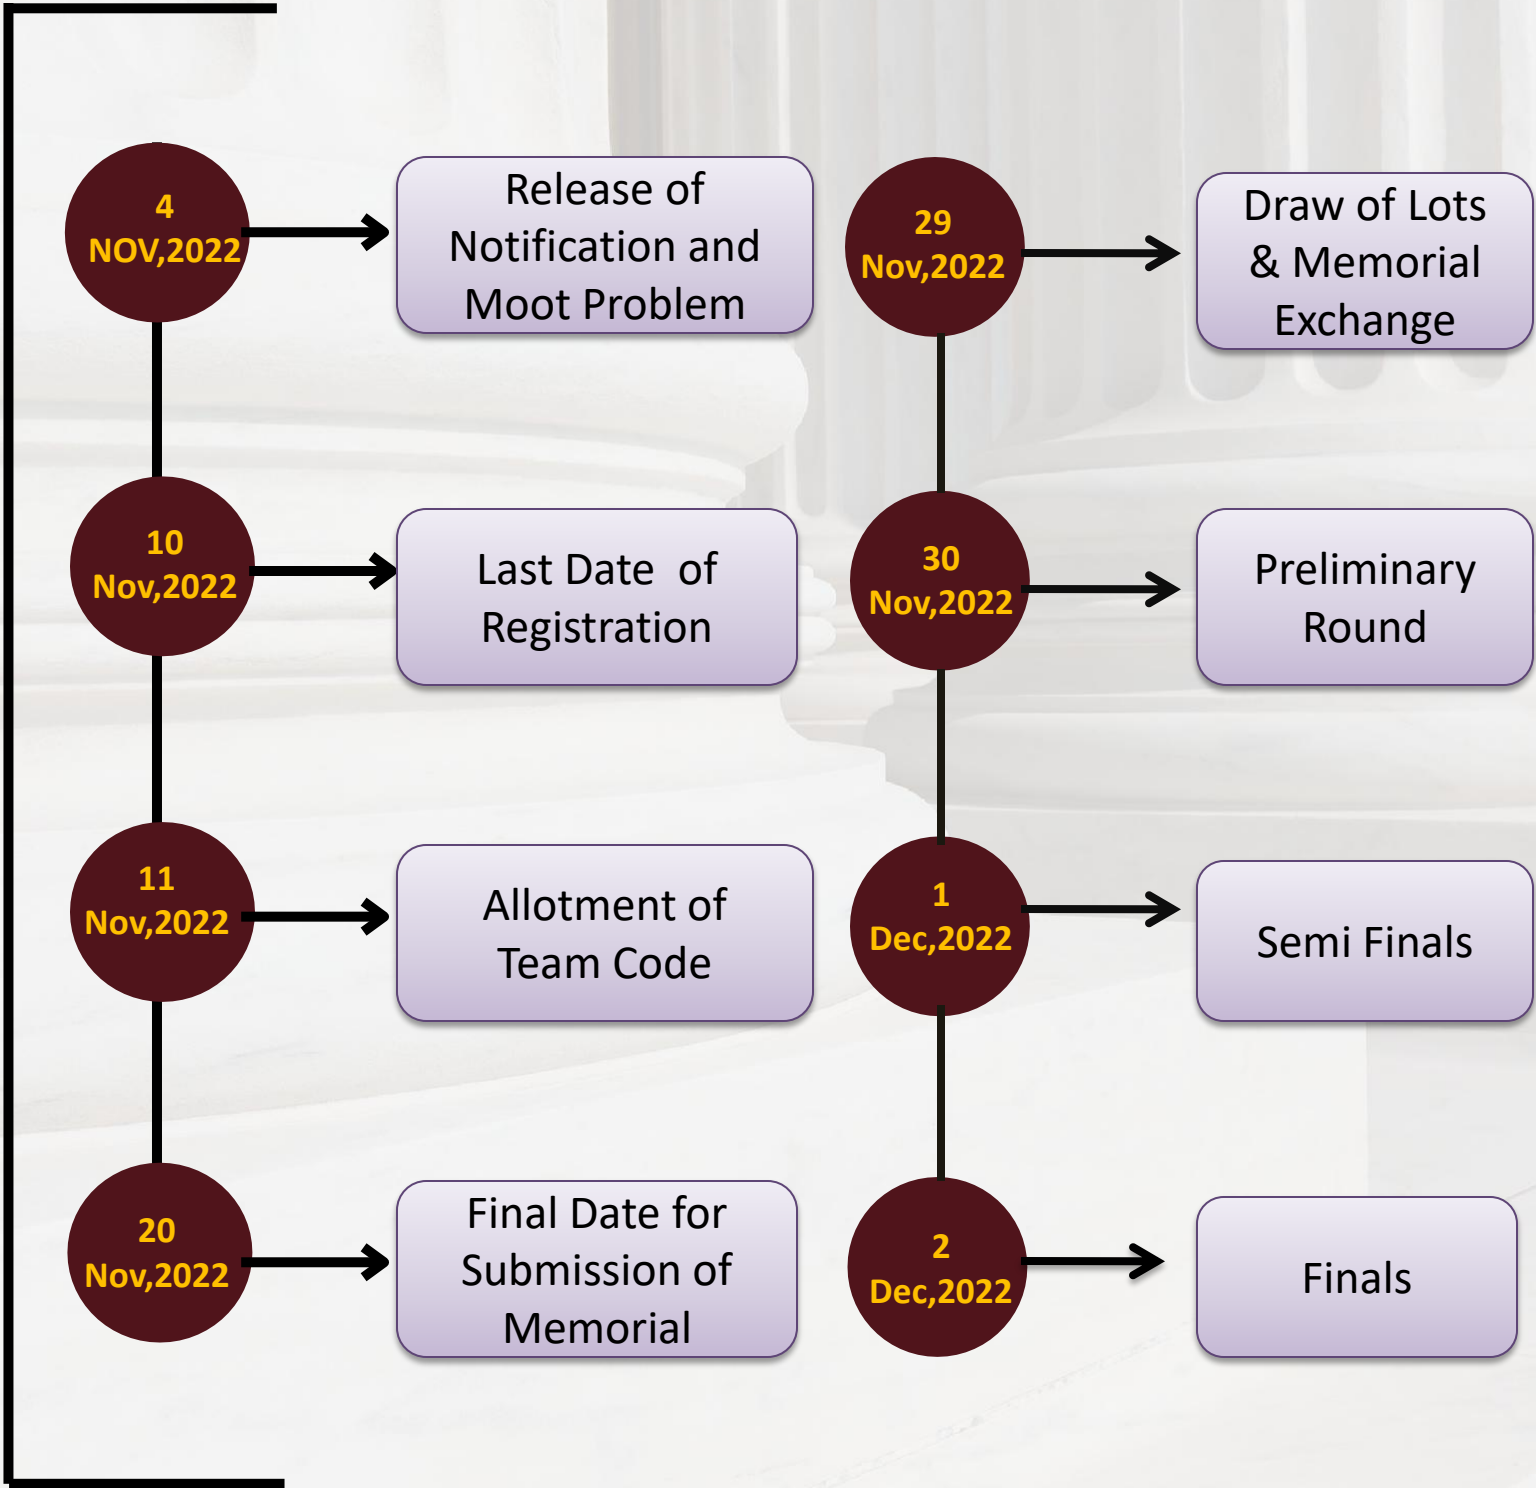 4
NOV,2022
Release of
Notification and
Moot Problem
10
Nov,2022
Last Date  of
Registration
11
Nov,2022
Allotment of
Team Code
20
Nov,2022
Final Date for
Submission of
Memorial
29
Nov,2022
Draw of Lots
& Memorial
Exchange
30
Nov,2022
Preliminary
Round
1
Dec,2022
Semi Finals
2
Dec,2022
Finals